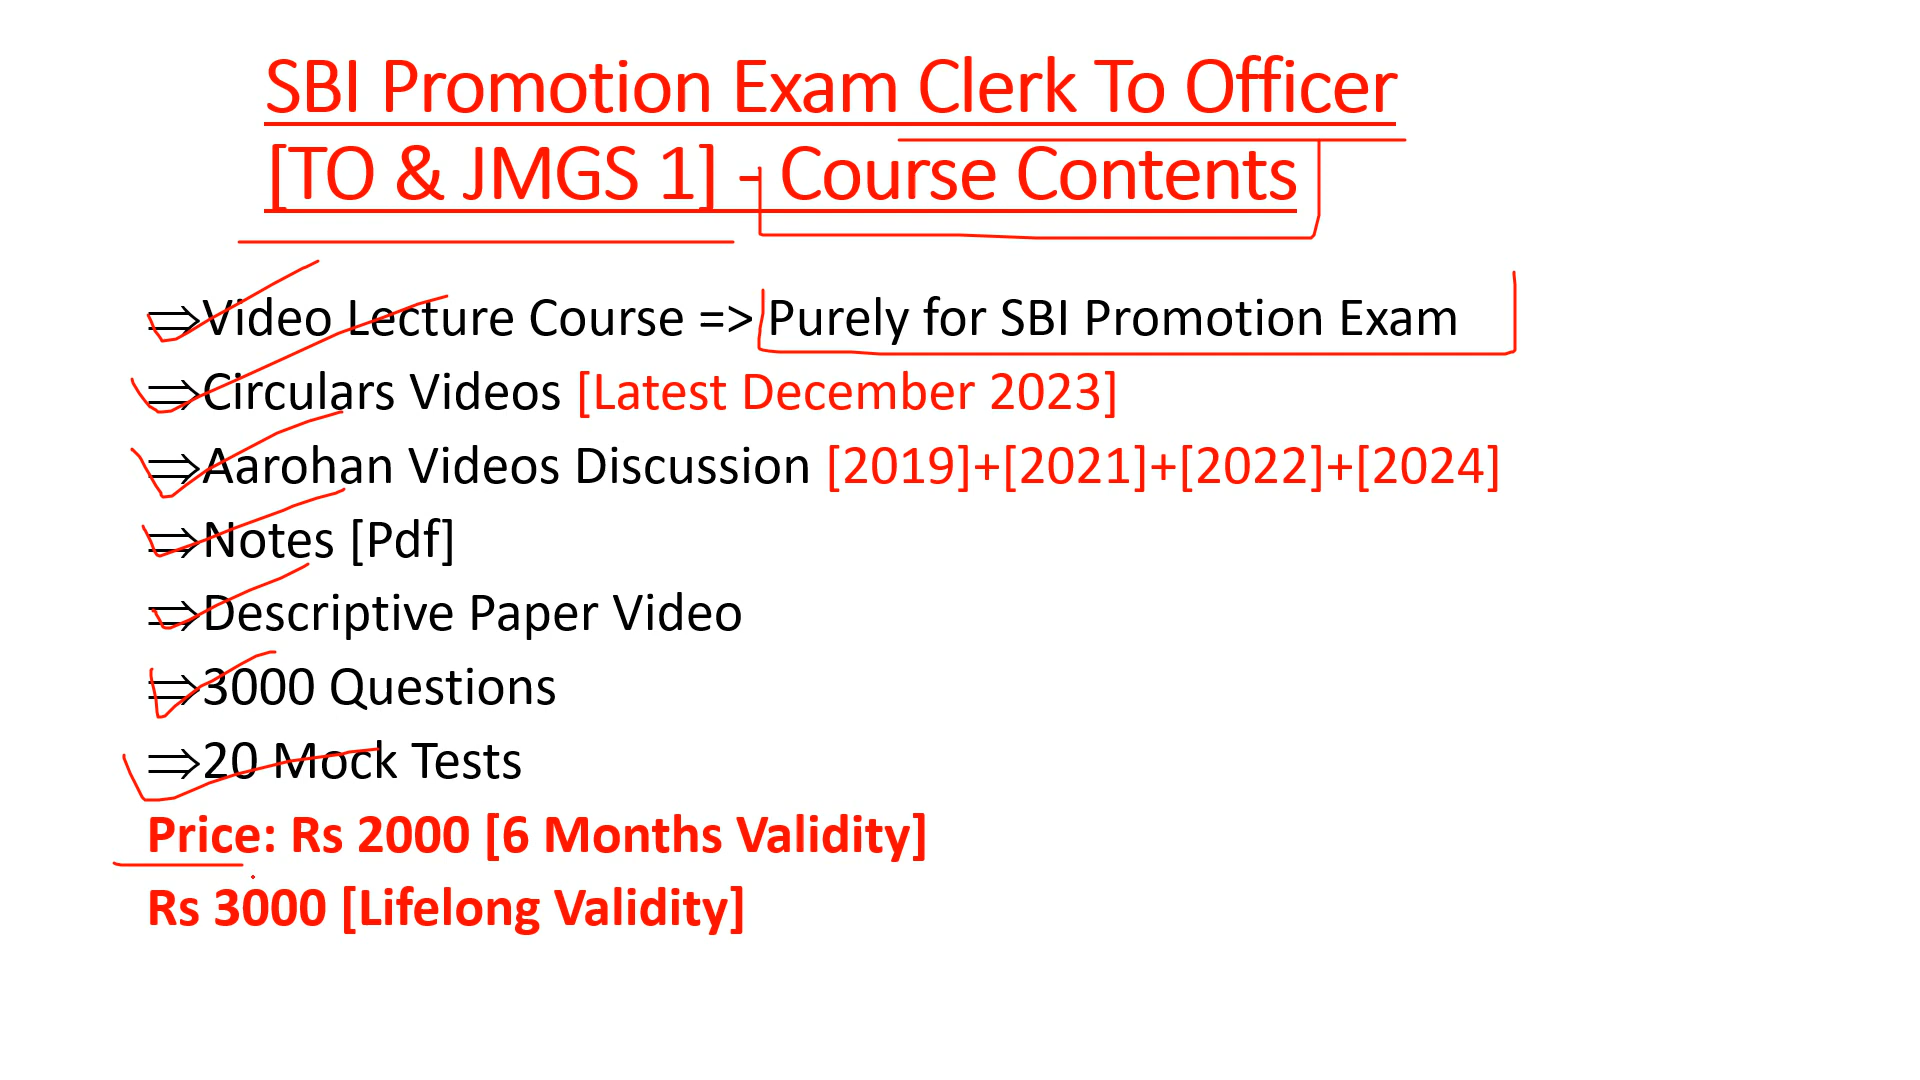 SBI Promotion Exam Clerk To Officer
[TO & JMGS 1] - Course Contents
⇒Video Lecture Course => Purely for SBI Promotion Exam
⇒Circulars Videos [Latest December 2023]
⇒Aarohan Videos Discussion [2019]+[2021]+[2022]+[2024]
⇒Notes [Pdf]
⇒Descriptive Paper Video
⇒3000 Questions
⇒20 Mock Tests
Price: Rs 2000 [6 Months Validity]
Rs 3000 [Lifelong Validity]